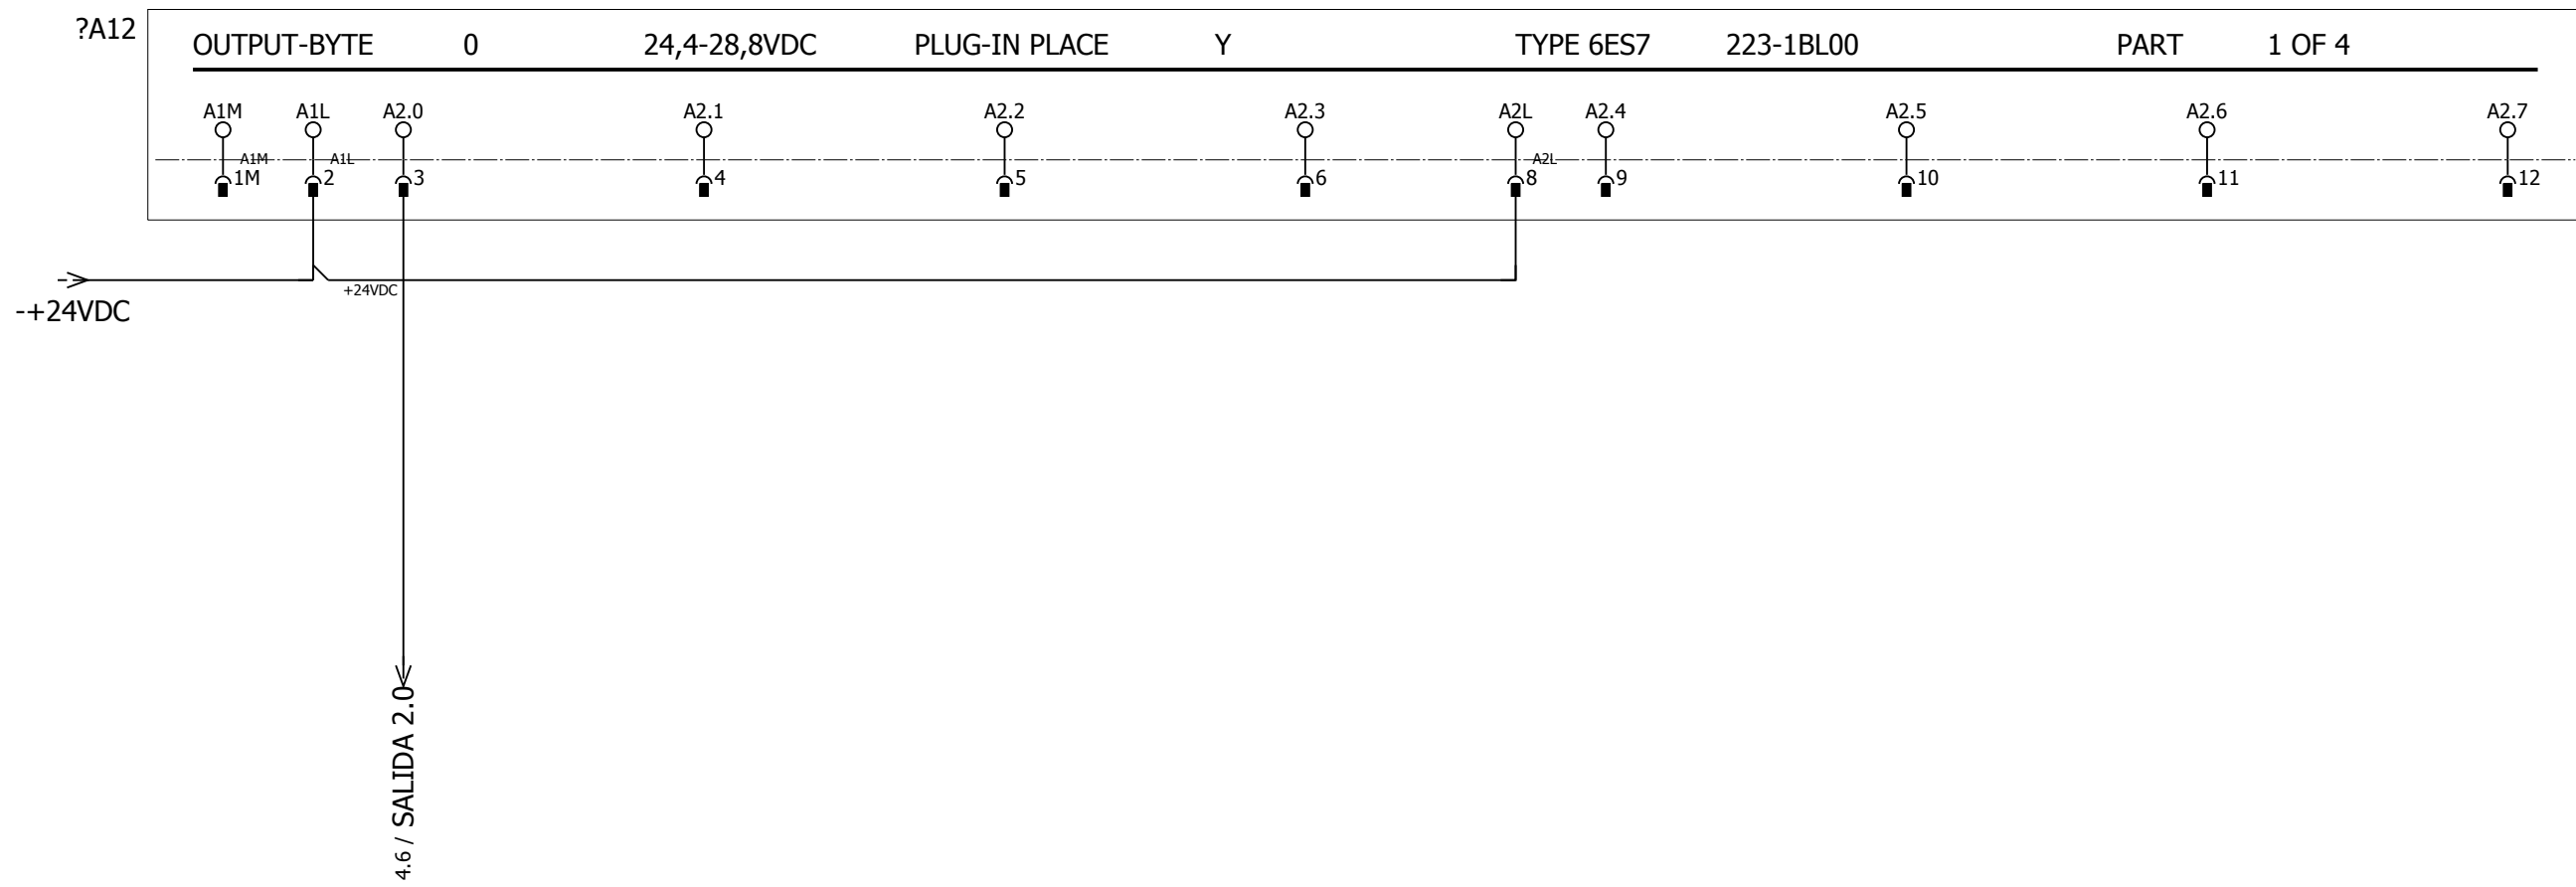 ?A12
OUTPUT-BYTE 0 24,4-28,8VDC PLUG-IN PLACE Y TYPE 6ES7 223-1BL00 PART 1 OF 4
A1M A1L A2.0 A2.1 A2.2 A2.3 A2L A2.4 A2.5 A2.6 A2.7
A1M A1L A2L
1M 2 3 4 5 6 8 9 10 11 12
+24VDC
-+24VDC
4.6 / SALIDA 2.0